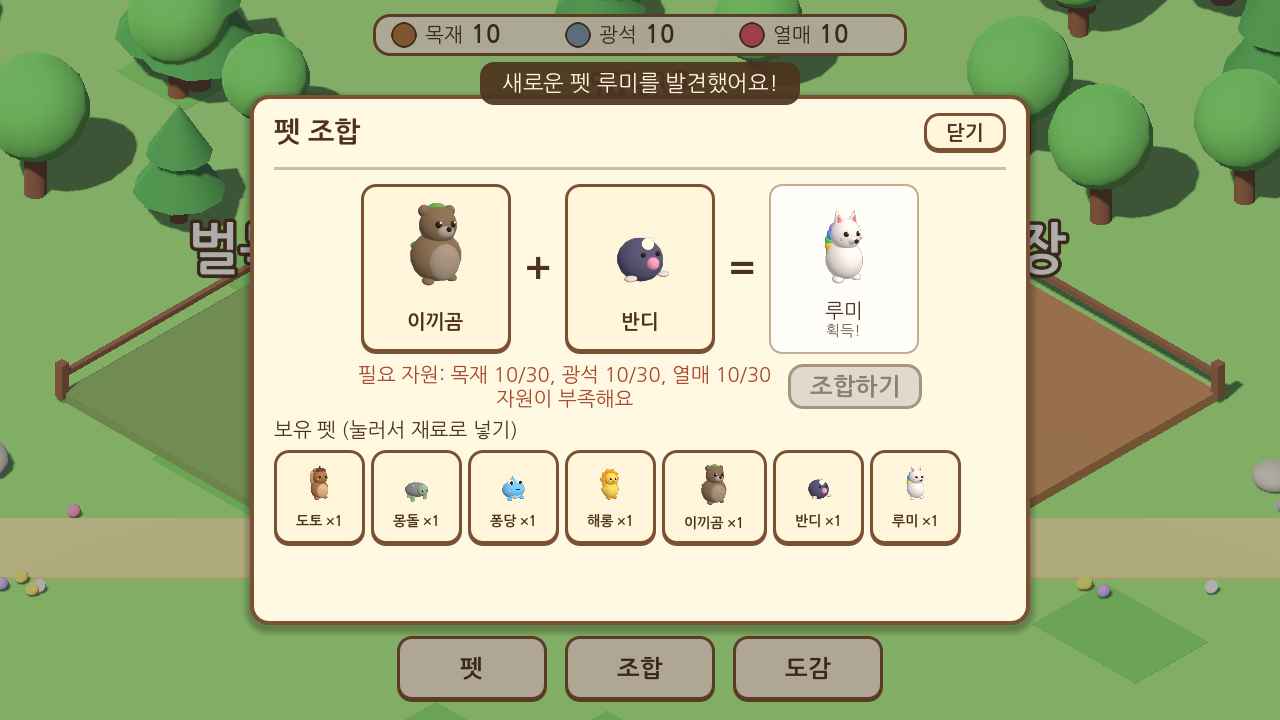 목재 10 광석 10 열매 10
새로운 펫 루미를 발견했어요!
펫 조합
닫기
벌
장
이끼곰 + 반디 = 루미
획득!
필요 자원: 목재 10/30, 광석 10/30, 열매 10/30
자원이 부족해요
조합하기
보유 펫 (눌러서 재료로 넣기)
도토 ×1 몽돌 ×1 퐁당 ×1 해롱 ×1 이끼곰 ×1 반디 ×1 루미 ×1
펫 조합 도감